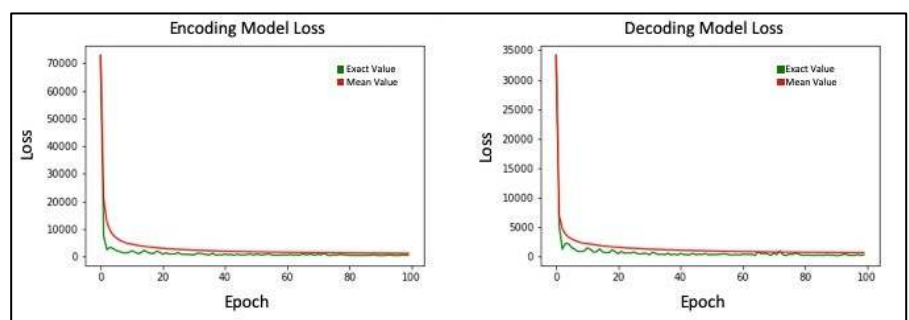 Encoding Model Loss
70000
60000
50000
40000
30000
20000
10000
0
Loss
Exact Value
Mean Value
0 20 40 60 80 100
Epoch
Decoding Model Loss
35000
30000
25000
20000
15000
10000
5000
0
Loss
Exact Value
Mean Value
0 20 40 60 80 100
Epoch